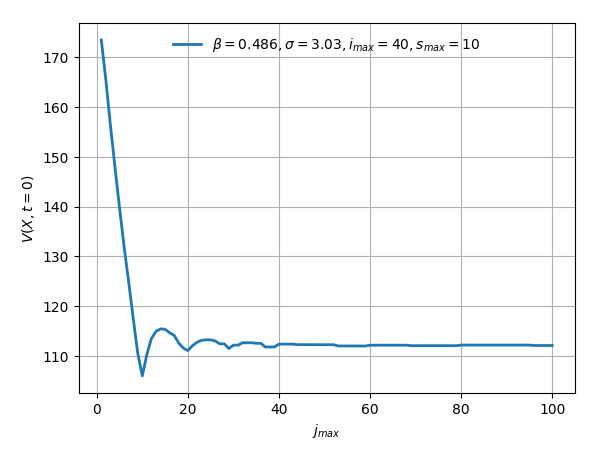 β = 0.486, σ = 3.03, i_max = 40, s_max = 10
170
160
150
140
130
120
110
V(X, t = 0)
0 20 40 60 80 100
j_max